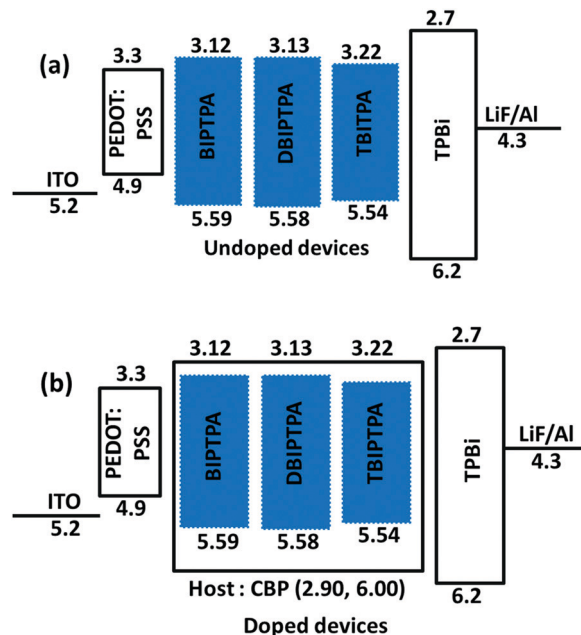 (a)
2.7
3.12 3.13 3.22
3.3
PEDOT:
PSS
BIPTPA
DBIPTPA
TBITPA
TPBi
LiF/Al
4.3
ITO
5.2
4.9
5.59 5.58 5.54
Undoped devices
6.2
(b)
2.7
3.12 3.13 3.22
3.3
PEDOT:
PSS
BIPTPA
DBIPTPA
TBIPTPA
TPBi
LiF/Al
4.3
ITO
5.2
4.9
5.59 5.58 5.54
Host : CBP (2.90, 6.00)
6.2
Doped devices